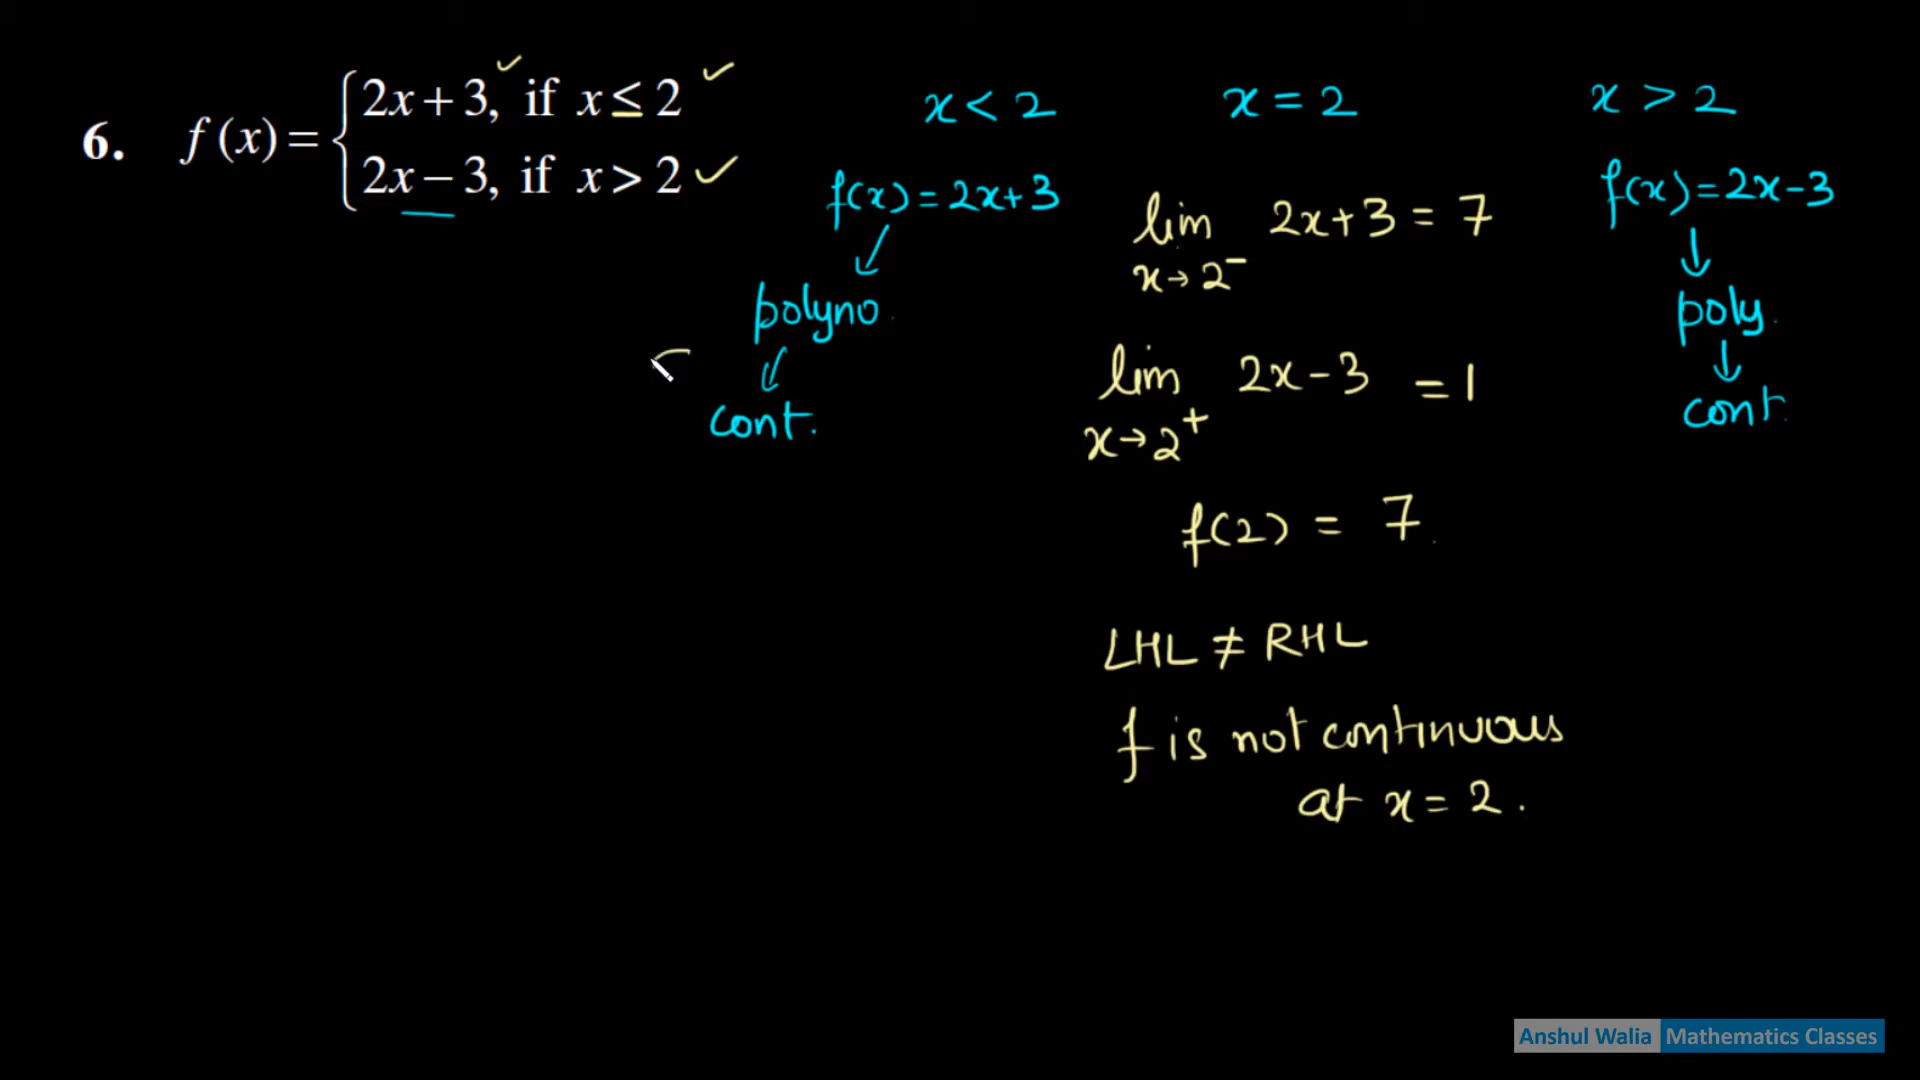 6. f(x) = { 2x + 3, if x ≤ 2
2x − 3, if x > 2
x < 2
f(x) = 2x+3
polyno.
cont.
x = 2
lim 2x+3 = 7
x→2⁻
lim 2x−3 = 1
x→2⁺
f(2) = 7.
LHL ≠ RHL
f is not continuous
at x = 2.
x > 2
f(x) = 2x−3
poly.
cont.
Anshul Walia Mathematics Classes